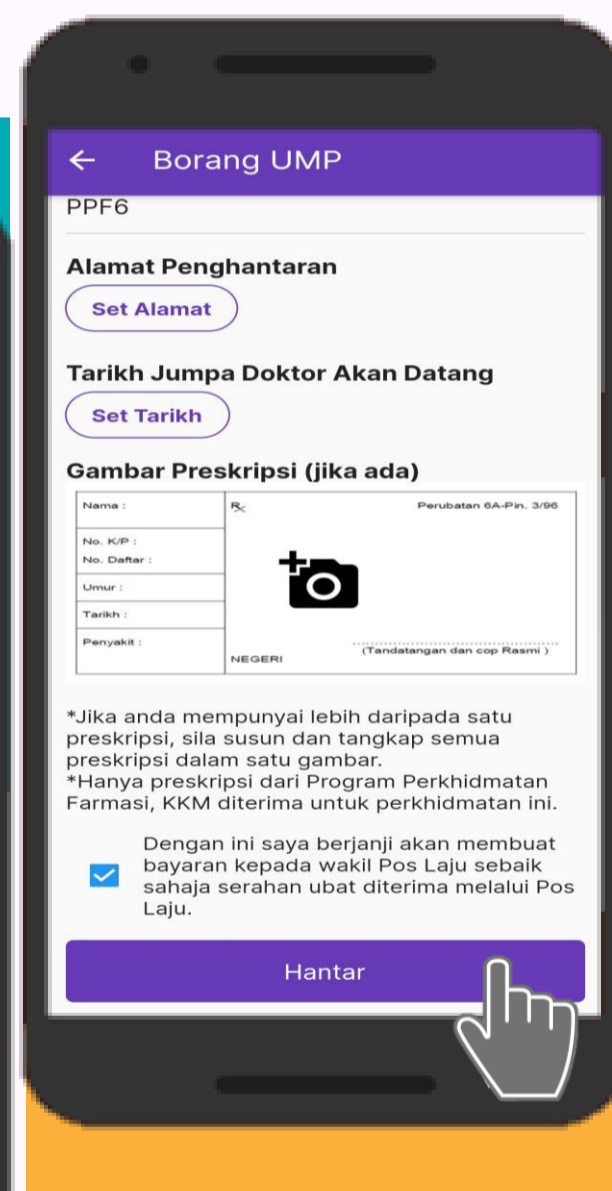 Borang UMP
PPF6
Alamat Penghantaran
Set Alamat
Tarikh Jumpa Doktor Akan Datang
Set Tarikh
Gambar Preskripsi (jika ada)
Nama :
R
Perubatan 6A-Pin. 3/96
No. K/P :
No. Daftar :
Umur :
Tarikh :
Penyakit :
NEGERI
(Tandatangan dan cop Rasmi )
*Jika anda mempunyai lebih daripada satu
preskripsi, sila susun dan tangkap semua
preskripsi dalam satu gambar.
*Hanya preskripsi dari Program Perkhidmatan
Farmasi, KKM diterima untuk perkhidmatan ini.
Dengan ini saya berjanji akan membuat
bayaran kepada wakil Pos Laju sebaik
sahaja serahan ubat diterima melalui Pos
Laju.
Hantar